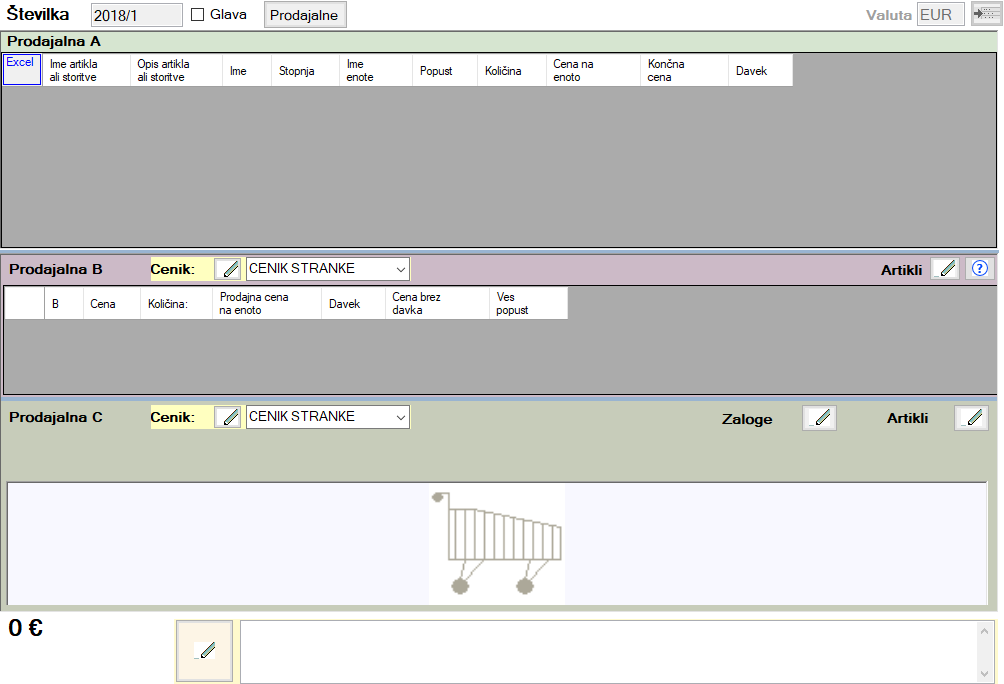 Številka 2018/1 Glava Prodajalne Valuta EUR
Prodajalna A
Excel Ime artikla ali storitve Opis artikla ali storitve Ime Stopnja Ime enote Popust Količina Cena na enoto Končna cena Davek
Prodajalna B Cenik: CENIK STRANKE Artikli ?
B Cena Količina: Prodajna cena na enoto Davek Cena brez davka Ves popust
Prodajalna C Cenik: CENIK STRANKE Zaloge Artikli
0 €